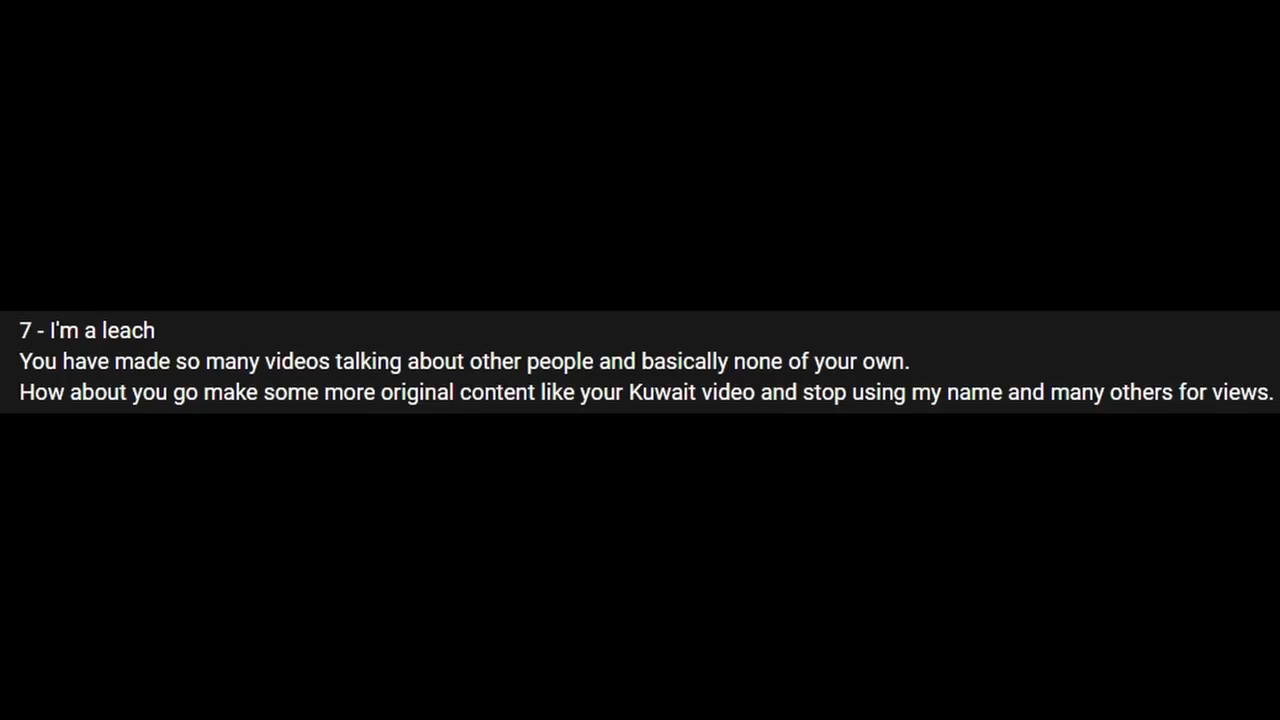 7 - I'm a leach
You have made so many videos talking about other people and basically none of your own.
How about you go make some more original content like your Kuwait video and stop using my name and many others for views.